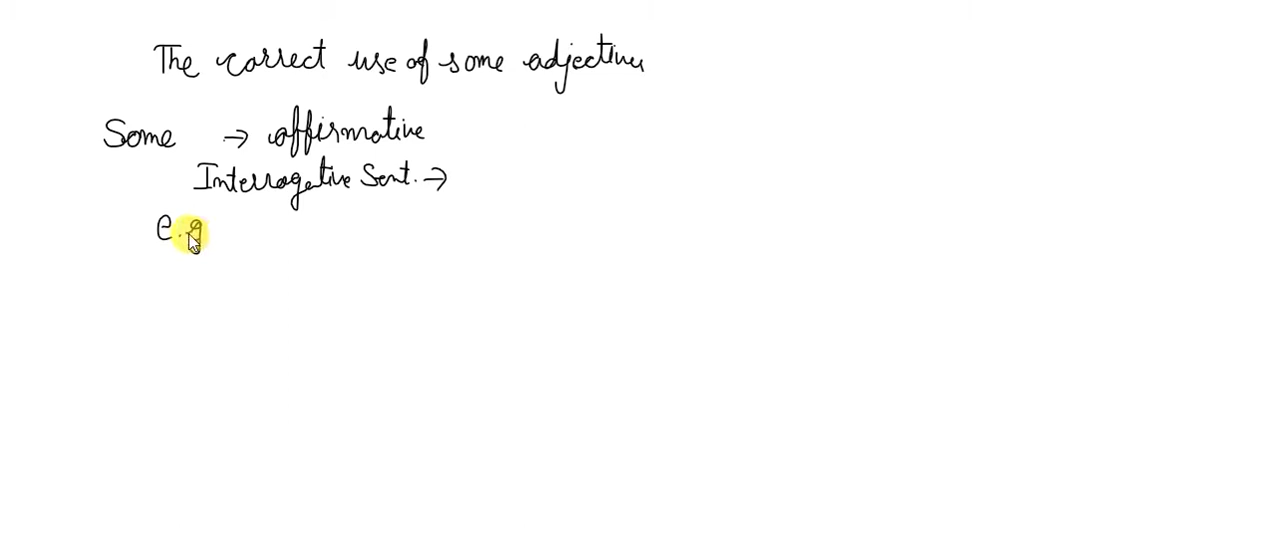 The correct use of some adjectives
Some → affirmative
Interrogative Sent. →
e.g